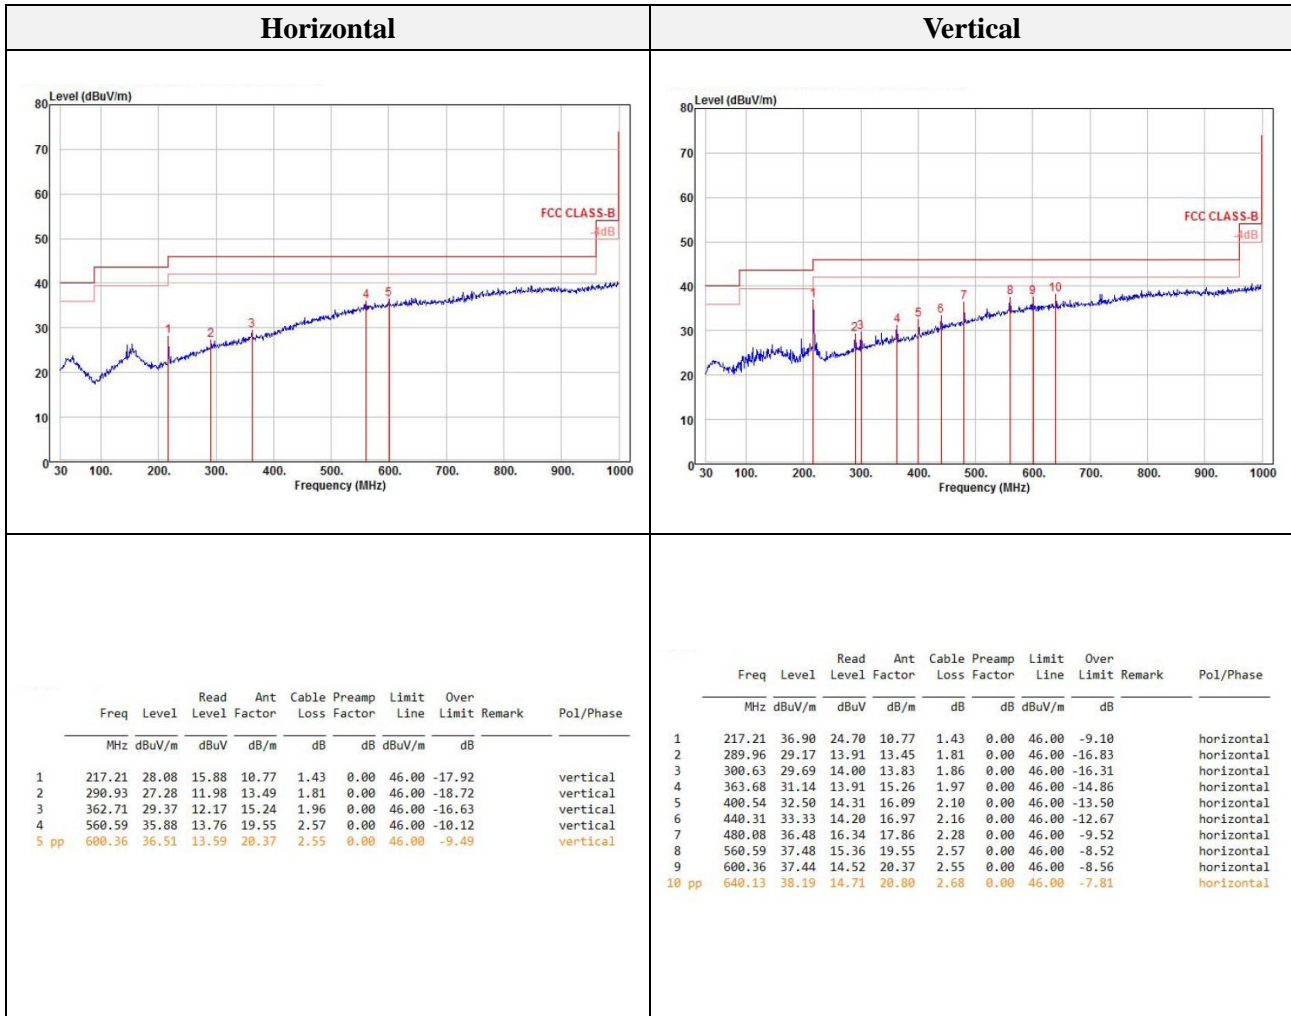 Horizontal
Vertical
Level (dBuV/m)
80
70
60
50
40
30
20
10
0
FCC CLASS-B
-4dB
1
2
3
4
5
30 100. 200. 300. 400. 500. 600. 700. 800. 900. 1000
Frequency (MHz)
Level (dBuV/m)
80
70
60
50
40
30
20
10
0
FCC CLASS-B
-4dB
1
2
3
4
5
6
7
8
9
10
30 100. 200. 300. 400. 500. 600. 700. 800. 900. 1000
Frequency (MHz)
Read Ant Cable Preamp Limit Over
Freq Level Level Factor Loss Factor Line Limit Remark Pol/Phase
MHz dBuV/m dBuV dB/m dB dB dBuV/m dB
1 217.21 28.08 15.88 10.77 1.43 0.00 46.00 -17.92 vertical
2 290.93 27.28 11.98 13.49 1.81 0.00 46.00 -18.72 vertical
3 362.71 29.37 12.17 15.24 1.96 0.00 46.00 -16.63 vertical
4 560.59 35.88 13.76 19.55 2.57 0.00 46.00 -10.12 vertical
5 pp 600.36 36.51 13.59 20.37 2.55 0.00 46.00 -9.49 vertical
Read Ant Cable Preamp Limit Over
Freq Level Level Factor Loss Factor Line Limit Remark Pol/Phase
MHz dBuV/m dBuV dB/m dB dB dBuV/m dB
1 217.21 36.90 24.70 10.77 1.43 0.00 46.00 -9.10 horizontal
2 289.96 29.17 13.91 13.45 1.81 0.00 46.00 -16.83 horizontal
3 300.63 29.69 14.00 13.83 1.86 0.00 46.00 -16.31 horizontal
4 363.68 31.14 13.91 15.26 1.97 0.00 46.00 -14.86 horizontal
5 400.54 32.50 14.31 16.09 2.10 0.00 46.00 -13.50 horizontal
6 440.31 33.33 14.20 16.97 2.16 0.00 46.00 -12.67 horizontal
7 480.08 36.48 16.34 17.86 2.28 0.00 46.00 -9.52 horizontal
8 560.59 37.48 15.36 19.55 2.57 0.00 46.00 -8.52 horizontal
9 600.36 37.44 14.52 20.37 2.55 0.00 46.00 -8.56 horizontal
10 pp 640.13 38.19 14.71 20.80 2.68 0.00 46.00 -7.81 horizontal